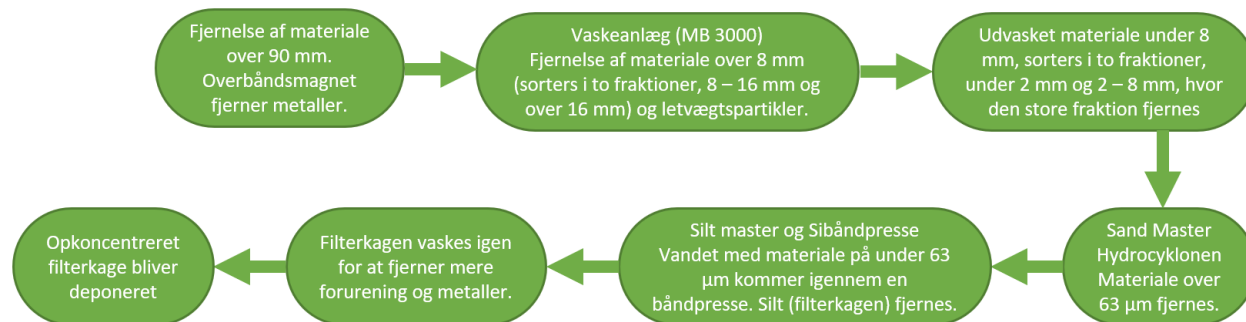 Fjernelse af materiale
over 90 mm.
Overbåndsmagnet
fjerner metaller.
Vaskeanlæg (MB 3000)
Fjernelse af materiale over 8 mm
(sorters i to fraktioner, 8 – 16 mm og
over 16 mm) og letvægtspartikler.
Udvasket materiale under 8
mm, sorters i to fraktioner,
under 2 mm og 2 – 8 mm, hvor
den store fraktion fjernes
Sand Master
Hydrocyklonen
Materiale over
63 µm fjernes.
Silt master og Sibåndpresse
Vandet med materiale på under 63
µm kommer igennem en
båndpresse. Silt (filterkagen) fjernes.
Filterkagen vaskes igen
for at fjerner mere
forurening og metaller.
Opkoncentreret
filterkage bliver
deponeret